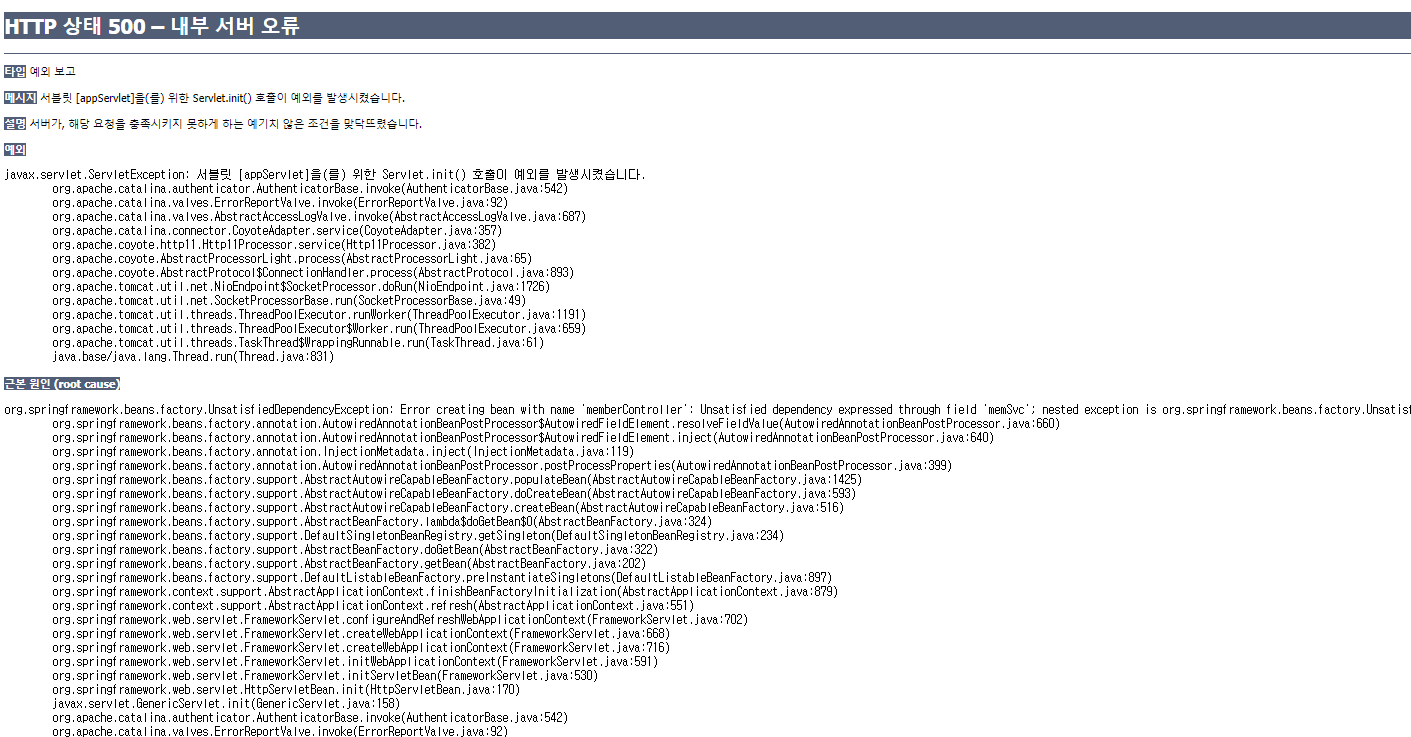 HTTP 상태 500 – 내부 서버 오류
타입 예외 보고
메시지 서블릿 [appServlet]을(를) 위한 Servlet.init() 호출이 예외를 발생시켰습니다.
설명 서버가, 해당 요청을 충족시키지 못하게 하는 예기치 않은 조건을 맞닥뜨렸습니다.
예외
javax.servlet.ServletException: 서블릿 [appServlet]을(를) 위한 Servlet.init() 호출이 예외를 발생시켰습니다.
org.apache.catalina.authenticator.AuthenticatorBase.invoke(AuthenticatorBase.java:542)
org.apache.catalina.valves.ErrorReportValve.invoke(ErrorReportValve.java:92)
org.apache.catalina.valves.AbstractAccessLogValve.invoke(AbstractAccessLogValve.java:687)
org.apache.catalina.connector.CoyoteAdapter.service(CoyoteAdapter.java:357)
org.apache.coyote.http11.Http11Processor.service(Http11Processor.java:382)
org.apache.coyote.AbstractProcessorLight.process(AbstractProcessorLight.java:65)
org.apache.coyote.AbstractProtocol$ConnectionHandler.process(AbstractProtocol.java:893)
org.apache.tomcat.util.net.NioEndpoint$SocketProcessor.doRun(NioEndpoint.java:1726)
org.apache.tomcat.util.net.SocketProcessorBase.run(SocketProcessorBase.java:49)
org.apache.tomcat.util.threads.ThreadPoolExecutor.runWorker(ThreadPoolExecutor.java:1191)
org.apache.tomcat.util.threads.ThreadPoolExecutor$Worker.run(ThreadPoolExecutor.java:659)
org.apache.tomcat.util.threads.TaskThread$WrappingRunnable.run(TaskThread.java:61)
java.base/java.lang.Thread.run(Thread.java:831)
근본 원인 (root cause)
org.springframework.beans.factory.UnsatisfiedDependencyException: Error creating bean with name 'memberController': Unsatisfied dependency expressed through field 'memSvc'; nested exception is org.springframework.beans.factory.Unsatisf
org.springframework.beans.factory.annotation.AutowiredAnnotationBeanPostProcessor$AutowiredFieldElement.resolveFieldValue(AutowiredAnnotationBeanPostProcessor.java:660)
org.springframework.beans.factory.annotation.AutowiredAnnotationBeanPostProcessor$AutowiredFieldElement.inject(AutowiredAnnotationBeanPostProcessor.java:640)
org.springframework.beans.factory.annotation.InjectionMetadata.inject(InjectionMetadata.java:119)
org.springframework.beans.factory.annotation.AutowiredAnnotationBeanPostProcessor.postProcessProperties(AutowiredAnnotationBeanPostProcessor.java:399)
org.springframework.beans.factory.support.AbstractAutowireCapableBeanFactory.populateBean(AbstractAutowireCapableBeanFactory.java:1425)
org.springframework.beans.factory.support.AbstractAutowireCapableBeanFactory.doCreateBean(AbstractAutowireCapableBeanFactory.java:593)
org.springframework.beans.factory.support.AbstractAutowireCapableBeanFactory.createBean(AbstractAutowireCapableBeanFactory.java:516)
org.springframework.beans.factory.support.AbstractBeanFactory.lambda$doGetBean$0(AbstractBeanFactory.java:324)
org.springframework.beans.factory.support.DefaultSingletonBeanRegistry.getSingleton(DefaultSingletonBeanRegistry.java:234)
org.springframework.beans.factory.support.AbstractBeanFactory.doGetBean(AbstractBeanFactory.java:322)
org.springframework.beans.factory.support.AbstractBeanFactory.getBean(AbstractBeanFactory.java:202)
org.springframework.beans.factory.support.DefaultListableBeanFactory.preInstantiateSingletons(DefaultListableBeanFactory.java:897)
org.springframework.context.support.AbstractApplicationContext.finishBeanFactoryInitialization(AbstractApplicationContext.java:879)
org.springframework.context.support.AbstractApplicationContext.refresh(AbstractApplicationContext.java:551)
org.springframework.web.servlet.FrameworkServlet.configureAndRefreshWebApplicationContext(FrameworkServlet.java:702)
org.springframework.web.servlet.FrameworkServlet.createWebApplicationContext(FrameworkServlet.java:668)
org.springframework.web.servlet.FrameworkServlet.createWebApplicationContext(FrameworkServlet.java:716)
org.springframework.web.servlet.FrameworkServlet.initWebApplicationContext(FrameworkServlet.java:591)
org.springframework.web.servlet.FrameworkServlet.initServletBean(FrameworkServlet.java:530)
org.springframework.web.servlet.HttpServletBean.init(HttpServletBean.java:170)
javax.servlet.GenericServlet.init(GenericServlet.java:158)
org.apache.catalina.authenticator.AuthenticatorBase.invoke(AuthenticatorBase.java:542)
org.apache.catalina.valves.ErrorReportValve.invoke(ErrorReportValve.java:92)